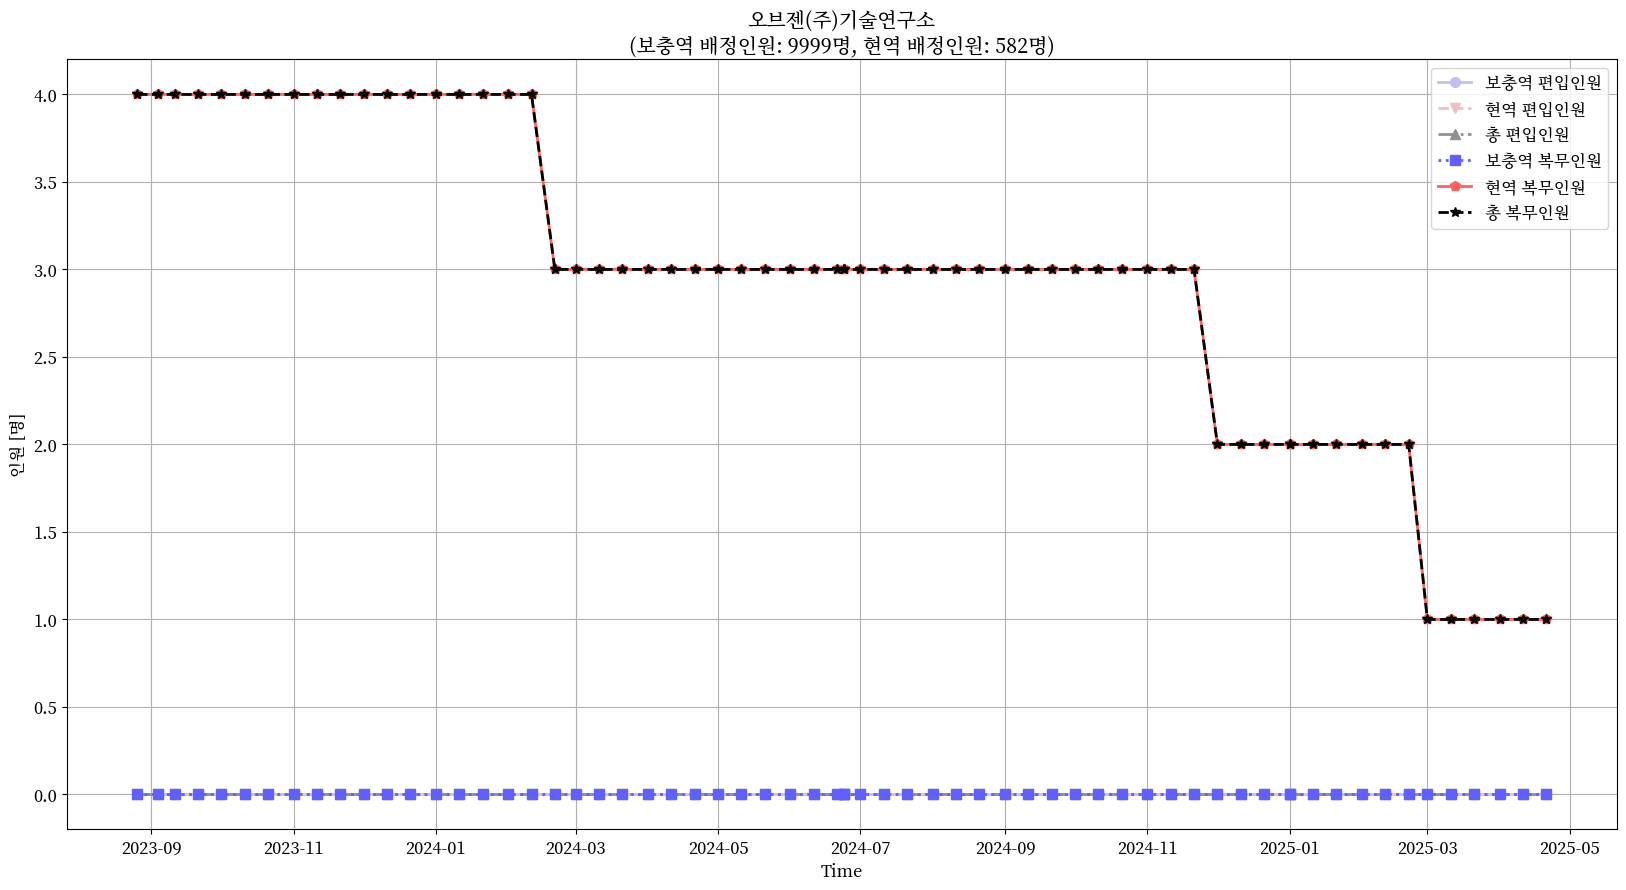 오브젠(주)기술연구소
(보충역 배정인원: 9999명, 현역 배정인원: 582명)
보충역 편입인원
현역 편입인원
총 편입인원
보충역 복무인원
현역 복무인원
총 복무인원
인원 [명]
4.0
3.5
3.0
2.5
2.0
1.5
1.0
0.5
0.0
2023-09 2023-11 2024-01 2024-03 2024-05 2024-07 2024-09 2024-11 2025-01 2025-03 2025-05
Time